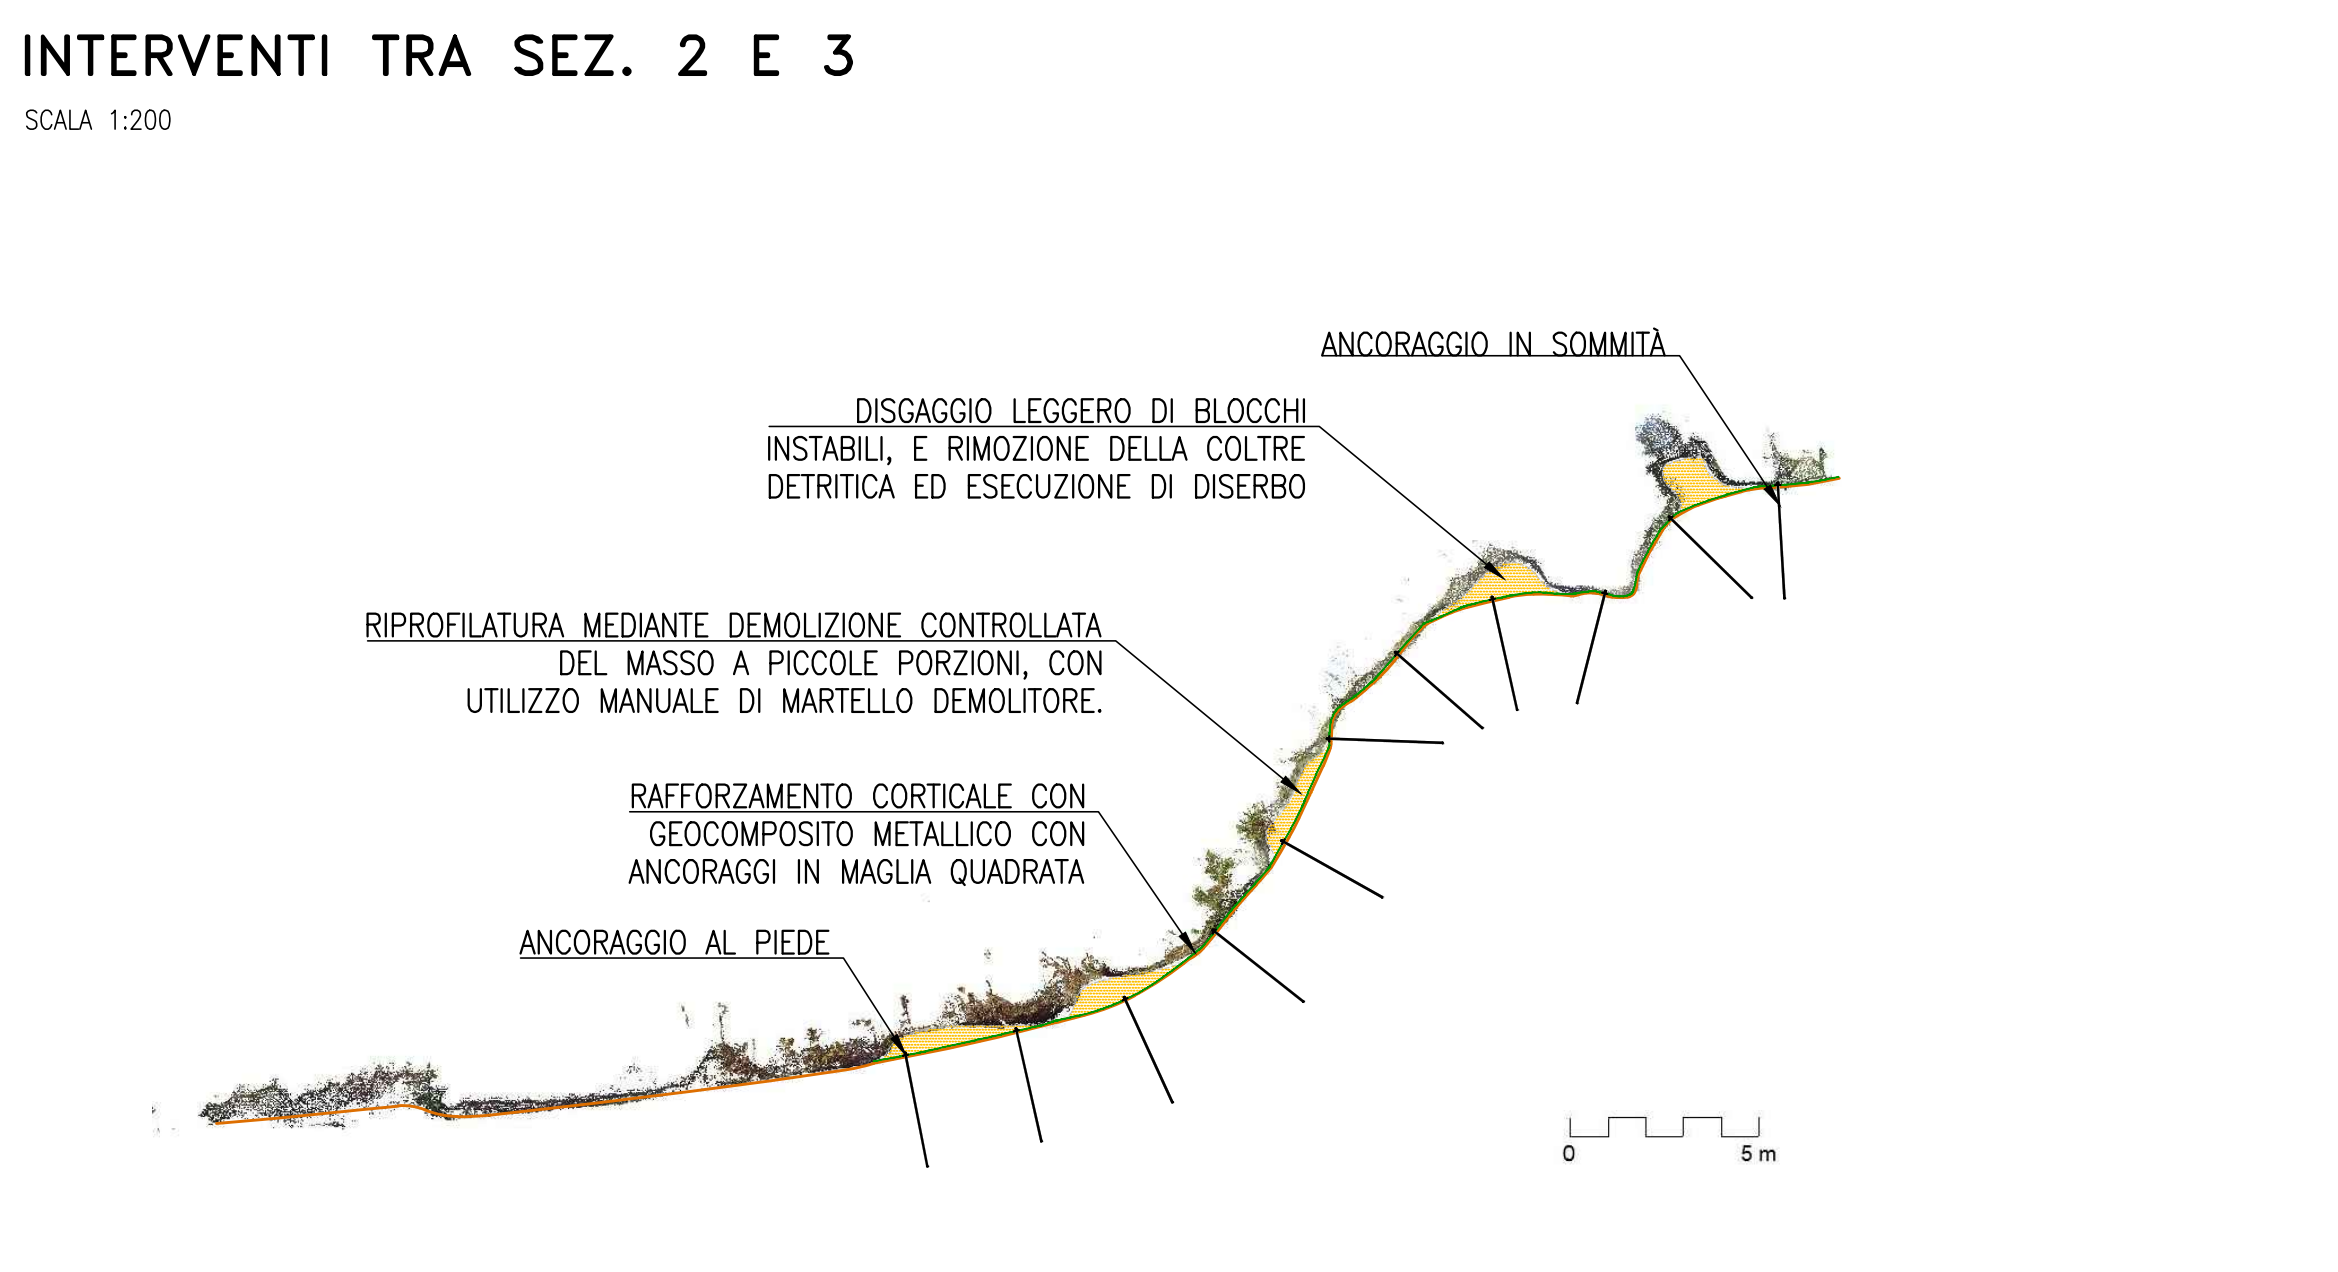 INTERVENTI TRA SEZ. 2 E 3
SCALA 1:200
ANCORAGGIO IN SOMMITÀ
DISGAGGIO LEGGERO DI BLOCCHI
INSTABILI, E RIMOZIONE DELLA COLTRE
DETRITICA ED ESECUZIONE DI DISERBO
RIPROFILATURA MEDIANTE DEMOLIZIONE CONTROLLATA
DEL MASSO A PICCOLE PORZIONI, CON
UTILIZZO MANUALE DI MARTELLO DEMOLITORE.
RAFFORZAMENTO CORTICALE CON
GEOCOMPOSITO METALLICO CON
ANCORAGGI IN MAGLIA QUADRATA
ANCORAGGIO AL PIEDE
0 5 m